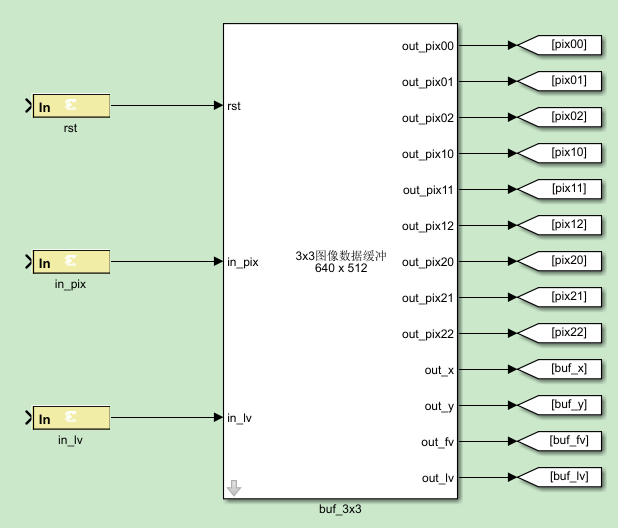 out_pix00
[pix00]
out_pix01
[pix01]
In
rst
rst
out_pix02
[pix02]
out_pix10
[pix10]
out_pix11
[pix11]
out_pix12
[pix12]
In
in_pix
in_pix
3x3图像数据缓冲
640 x 512
out_pix20
[pix20]
out_pix21
[pix21]
out_pix22
[pix22]
out_x
[buf_x]
out_y
[buf_y]
In
in_lv
in_lv
out_fv
[buf_fv]
out_lv
[buf_lv]
buf_3x3